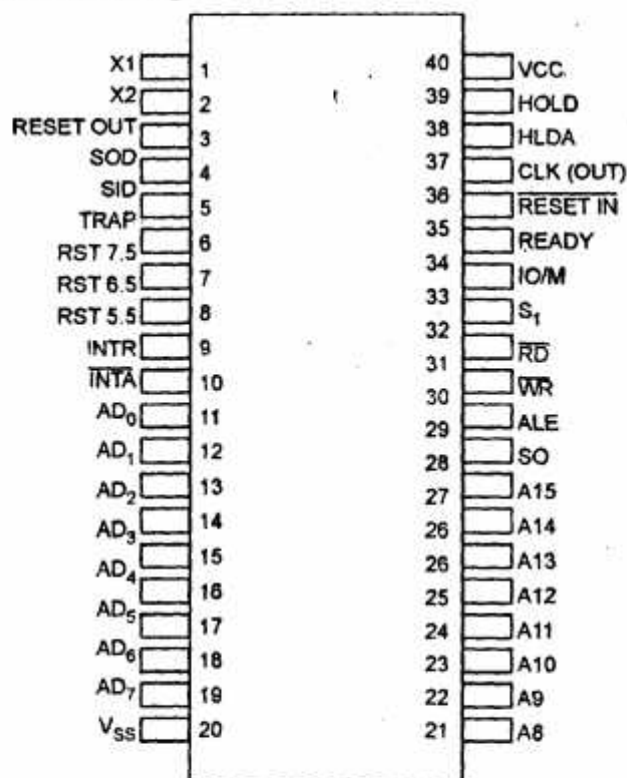 X1 1
X2 2
RESET OUT 3
SOD 4
SID 5
TRAP 6
RST 7.5 7
RST 6.5 8
RST 5.5
INTR 9
INTA 10
AD0 11
AD1 12
AD2 13
AD3 14
AD4 15
16
AD5 17
AD6 18
AD7 19
VSS 20
40 VCC
39 HOLD
38 HLDA
37 CLK (OUT)
36 RESET IN
35 READY
34 IO/M
33 S1
32 RD
31 WR
30 ALE
29 SO
28
27 A15
26 A14
26 A13
25 A12
24 A11
23 A10
22 A9
21 A8